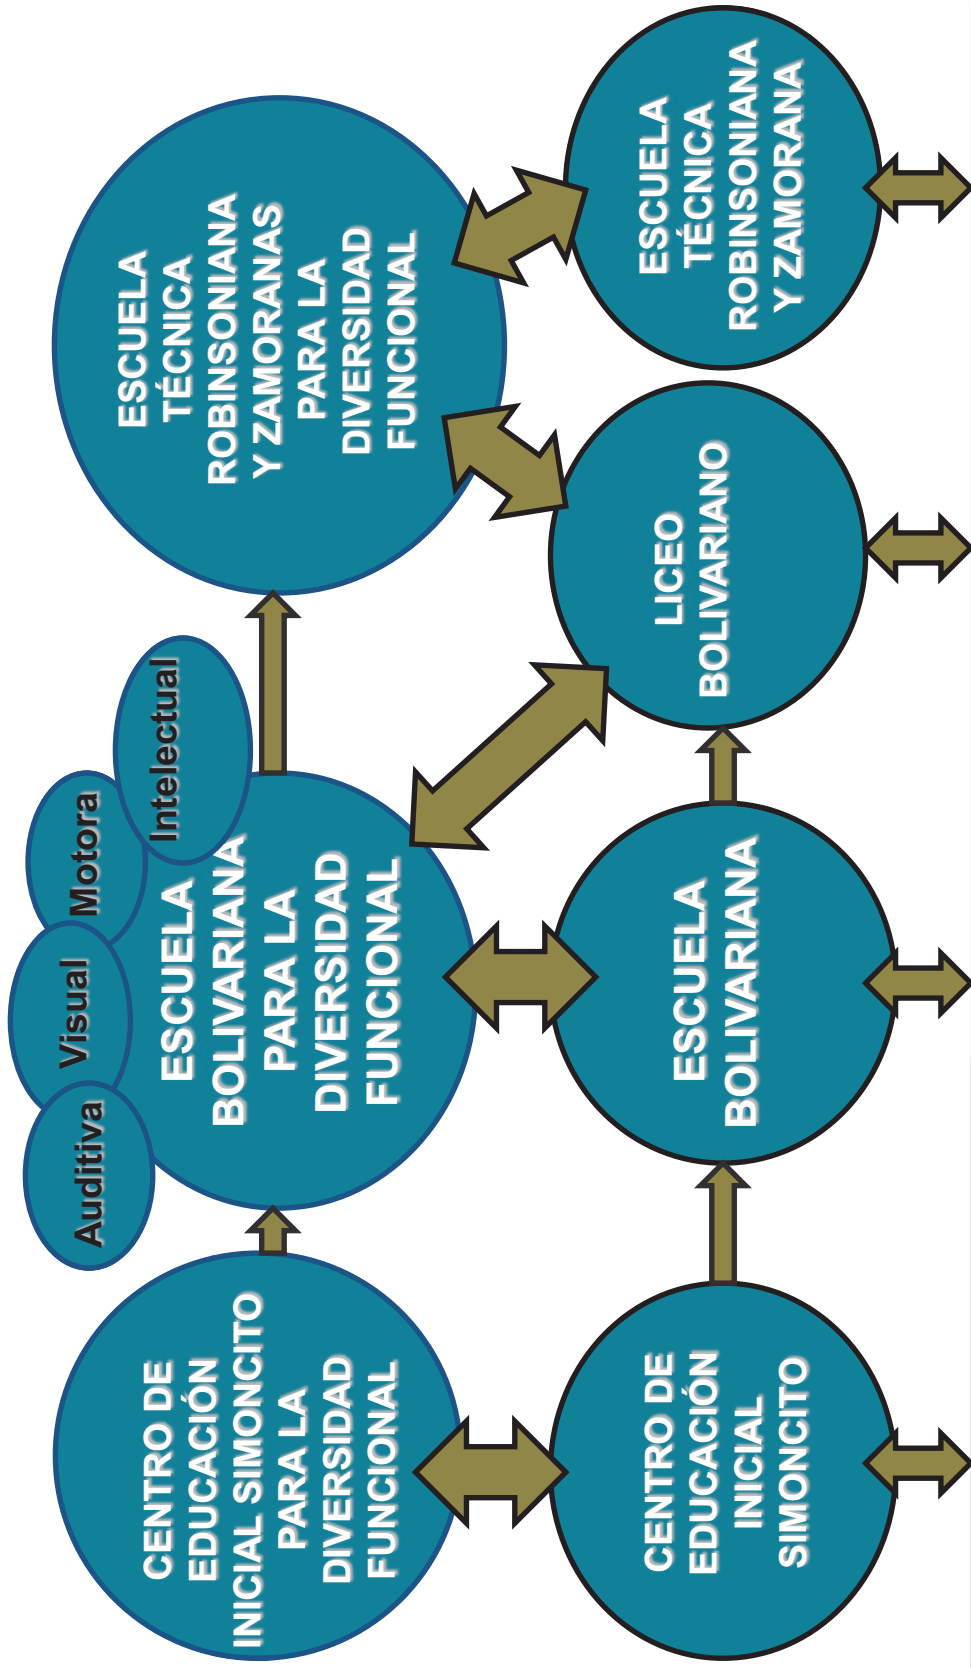 CENTRO DE
EDUCACIÓN
INICIAL SIMONCITO
PARA LA
DIVERSIDAD
FUNCIONAL
Auditiva
Visual
Motora
Intelectual
ESCUELA
BOLIVARIANA
PARA LA
DIVERSIDAD
FUNCIONAL
ESCUELA
TÉCNICA
ROBINSONIANA
Y ZAMORANAS
PARA LA
DIVERSIDAD
FUNCIONAL
CENTRO DE
EDUCACIÓN
INICIAL
SIMONCITO
ESCUELA
BOLIVARIANA
LICEO
BOLIVARIANO
ESCUELA
TÉCNICA
ROBINSONIANA
Y ZAMORANA